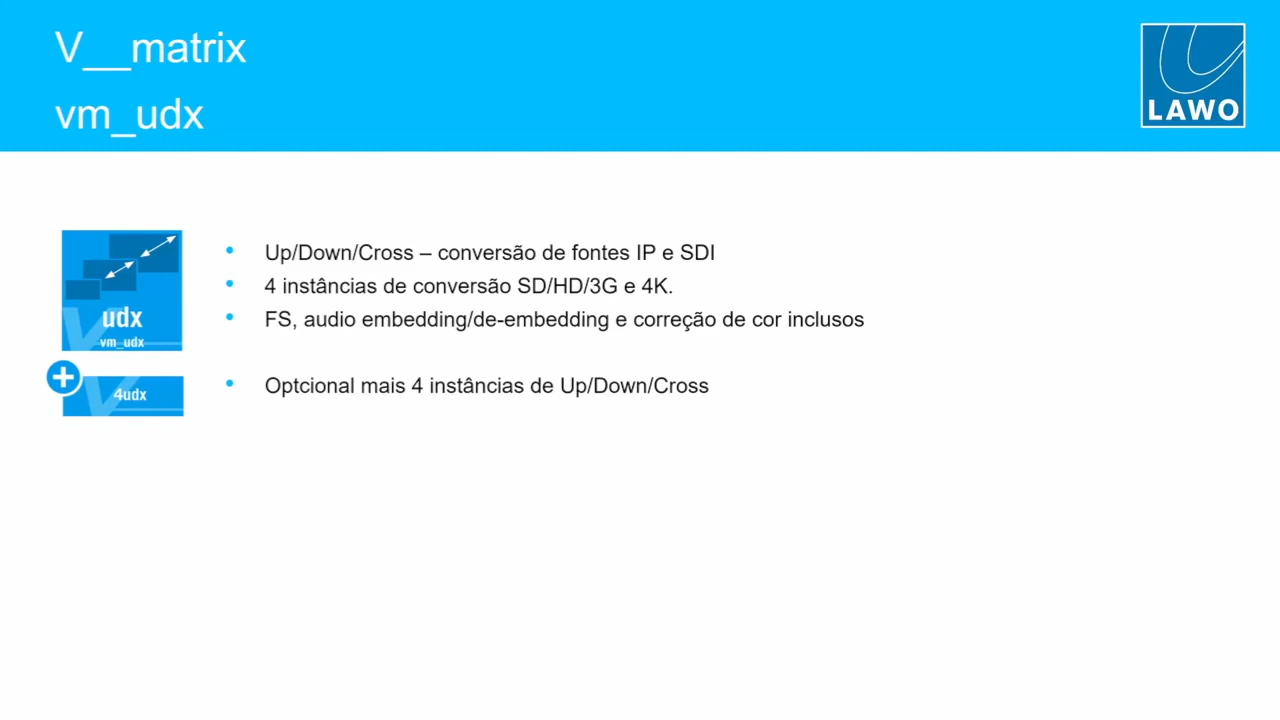 V__matrix
vm_udx
LAWO
Up/Down/Cross – conversão de fontes IP e SDI
4 instâncias de conversão SD/HD/3G e 4K.
FS, audio embedding/de-embedding e correção de cor inclusos
udx
vm_udx
Optcional mais 4 instâncias de Up/Down/Cross
4udx